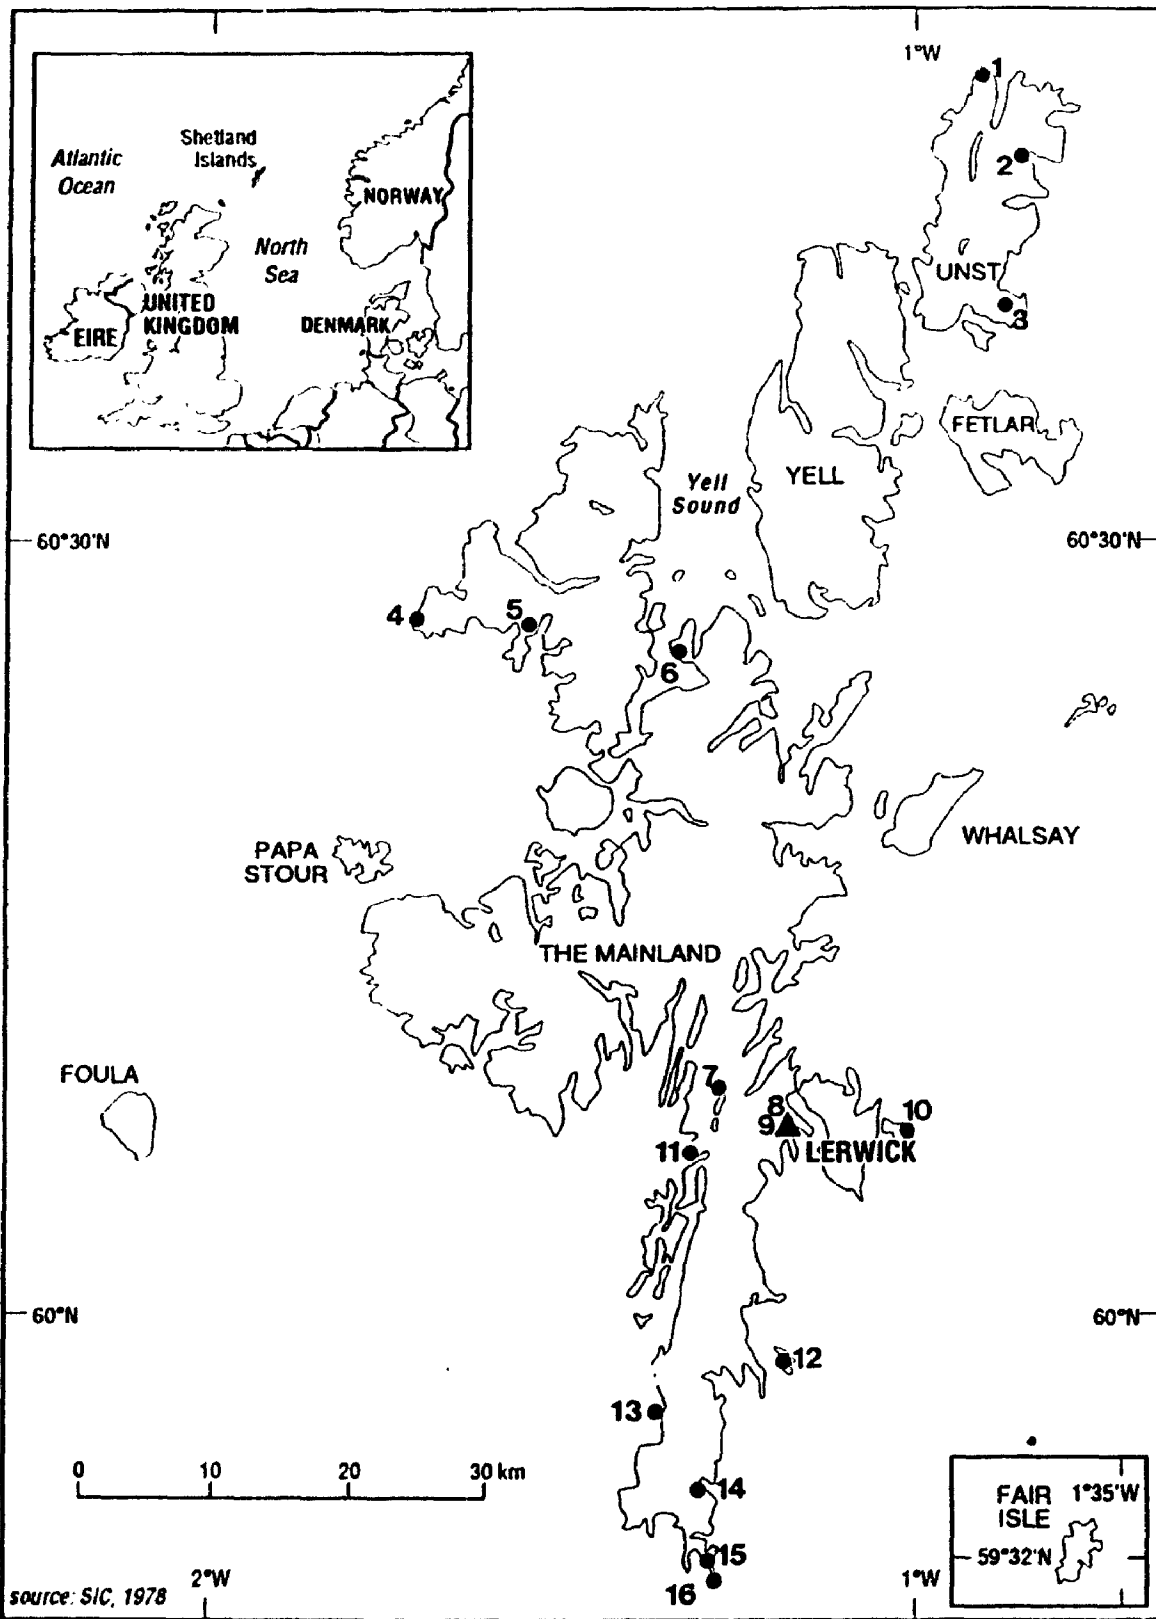 1°W
1
Shetland
Islands
Atlantic
Ocean
2
NORWAY
North
Sea
UNST
UNITED
KINGDOM
DENMARK
EIRE
3
FETLAR
Yell
Sound
YELL
60°30'N
60°30'N
4
5
6
WHALSAY
PAPA
STOUR
THE MAINLAND
FOULA
7
8
9
10
LERWICK
11
60°N
60°N
12
13
0
10
20
30 km
14
FAIR
ISLE
1°35'W
59°32'N
15
16
2°W
1°W
source: SIC, 1978